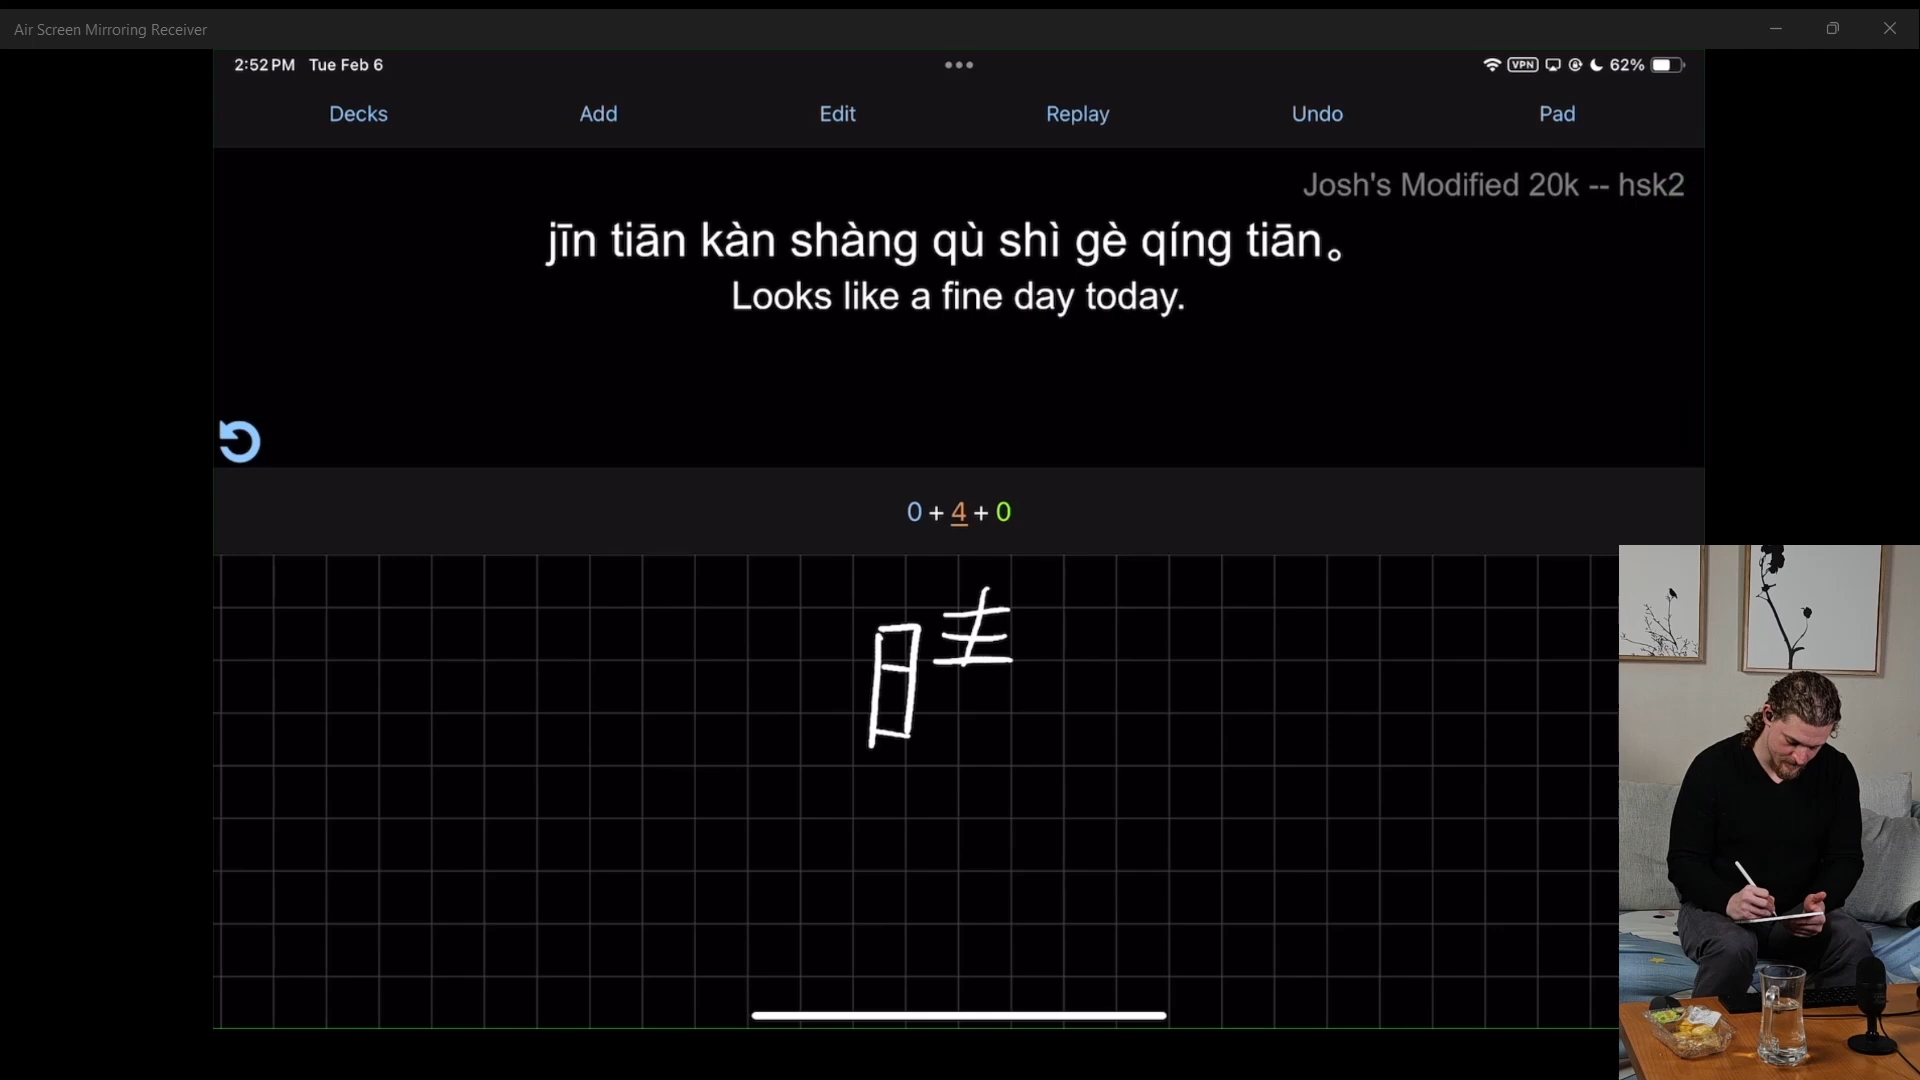 Air Screen Mirroring Receiver
2:52 PM Tue Feb 6
VPN 62%
Decks Add Edit Replay Undo Pad
Josh's Modified 20k -- hsk2
jīn tiān kàn shàng qù shì gè qíng tiān。
Looks like a fine day today.
0 + 4 + 0